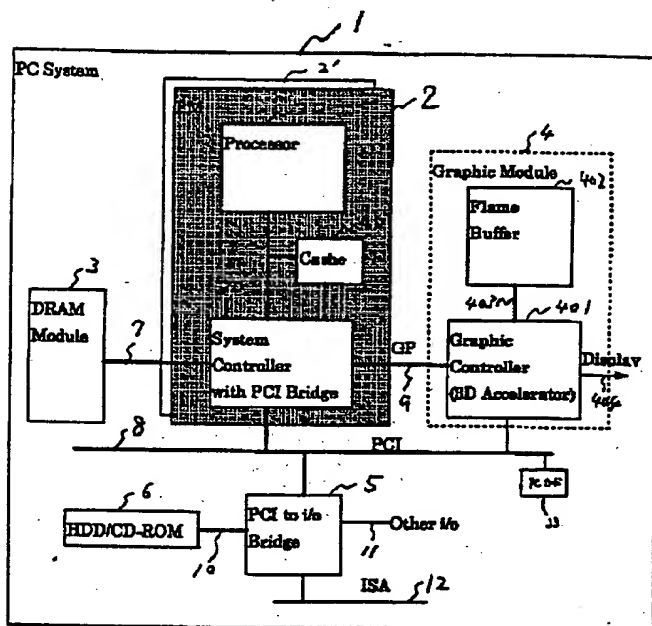 1
PC System
2'
2
Processor
4
Graphic Module
402
Flame
Buffer
Cashe
3
DRAM
Module
403
401
7
System
Controller
with PCI Bridge
GP
9
Graphic
Controller
(3D Accelerator)
Display
8
PCI
6
HDD/CD-ROM
10
5
PCI to i/o
Bridge
Other i/o
11
33
ISA
12